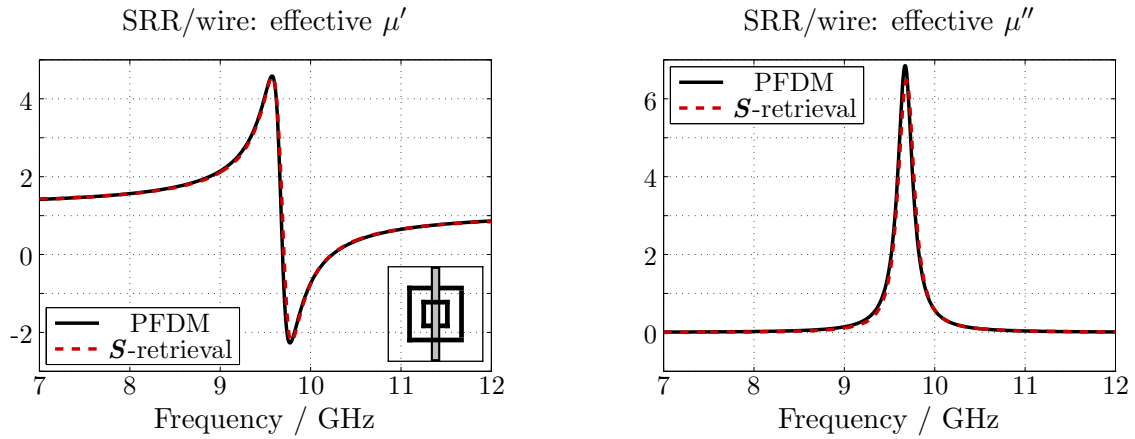 SRR/wire: effective μ′
4
2
0
-2
PFDM
S-retrieval
7 8 9 10 11 12
Frequency / GHz
SRR/wire: effective μ″
6
4
2
0
PFDM
S-retrieval
7 8 9 10 11 12
Frequency / GHz